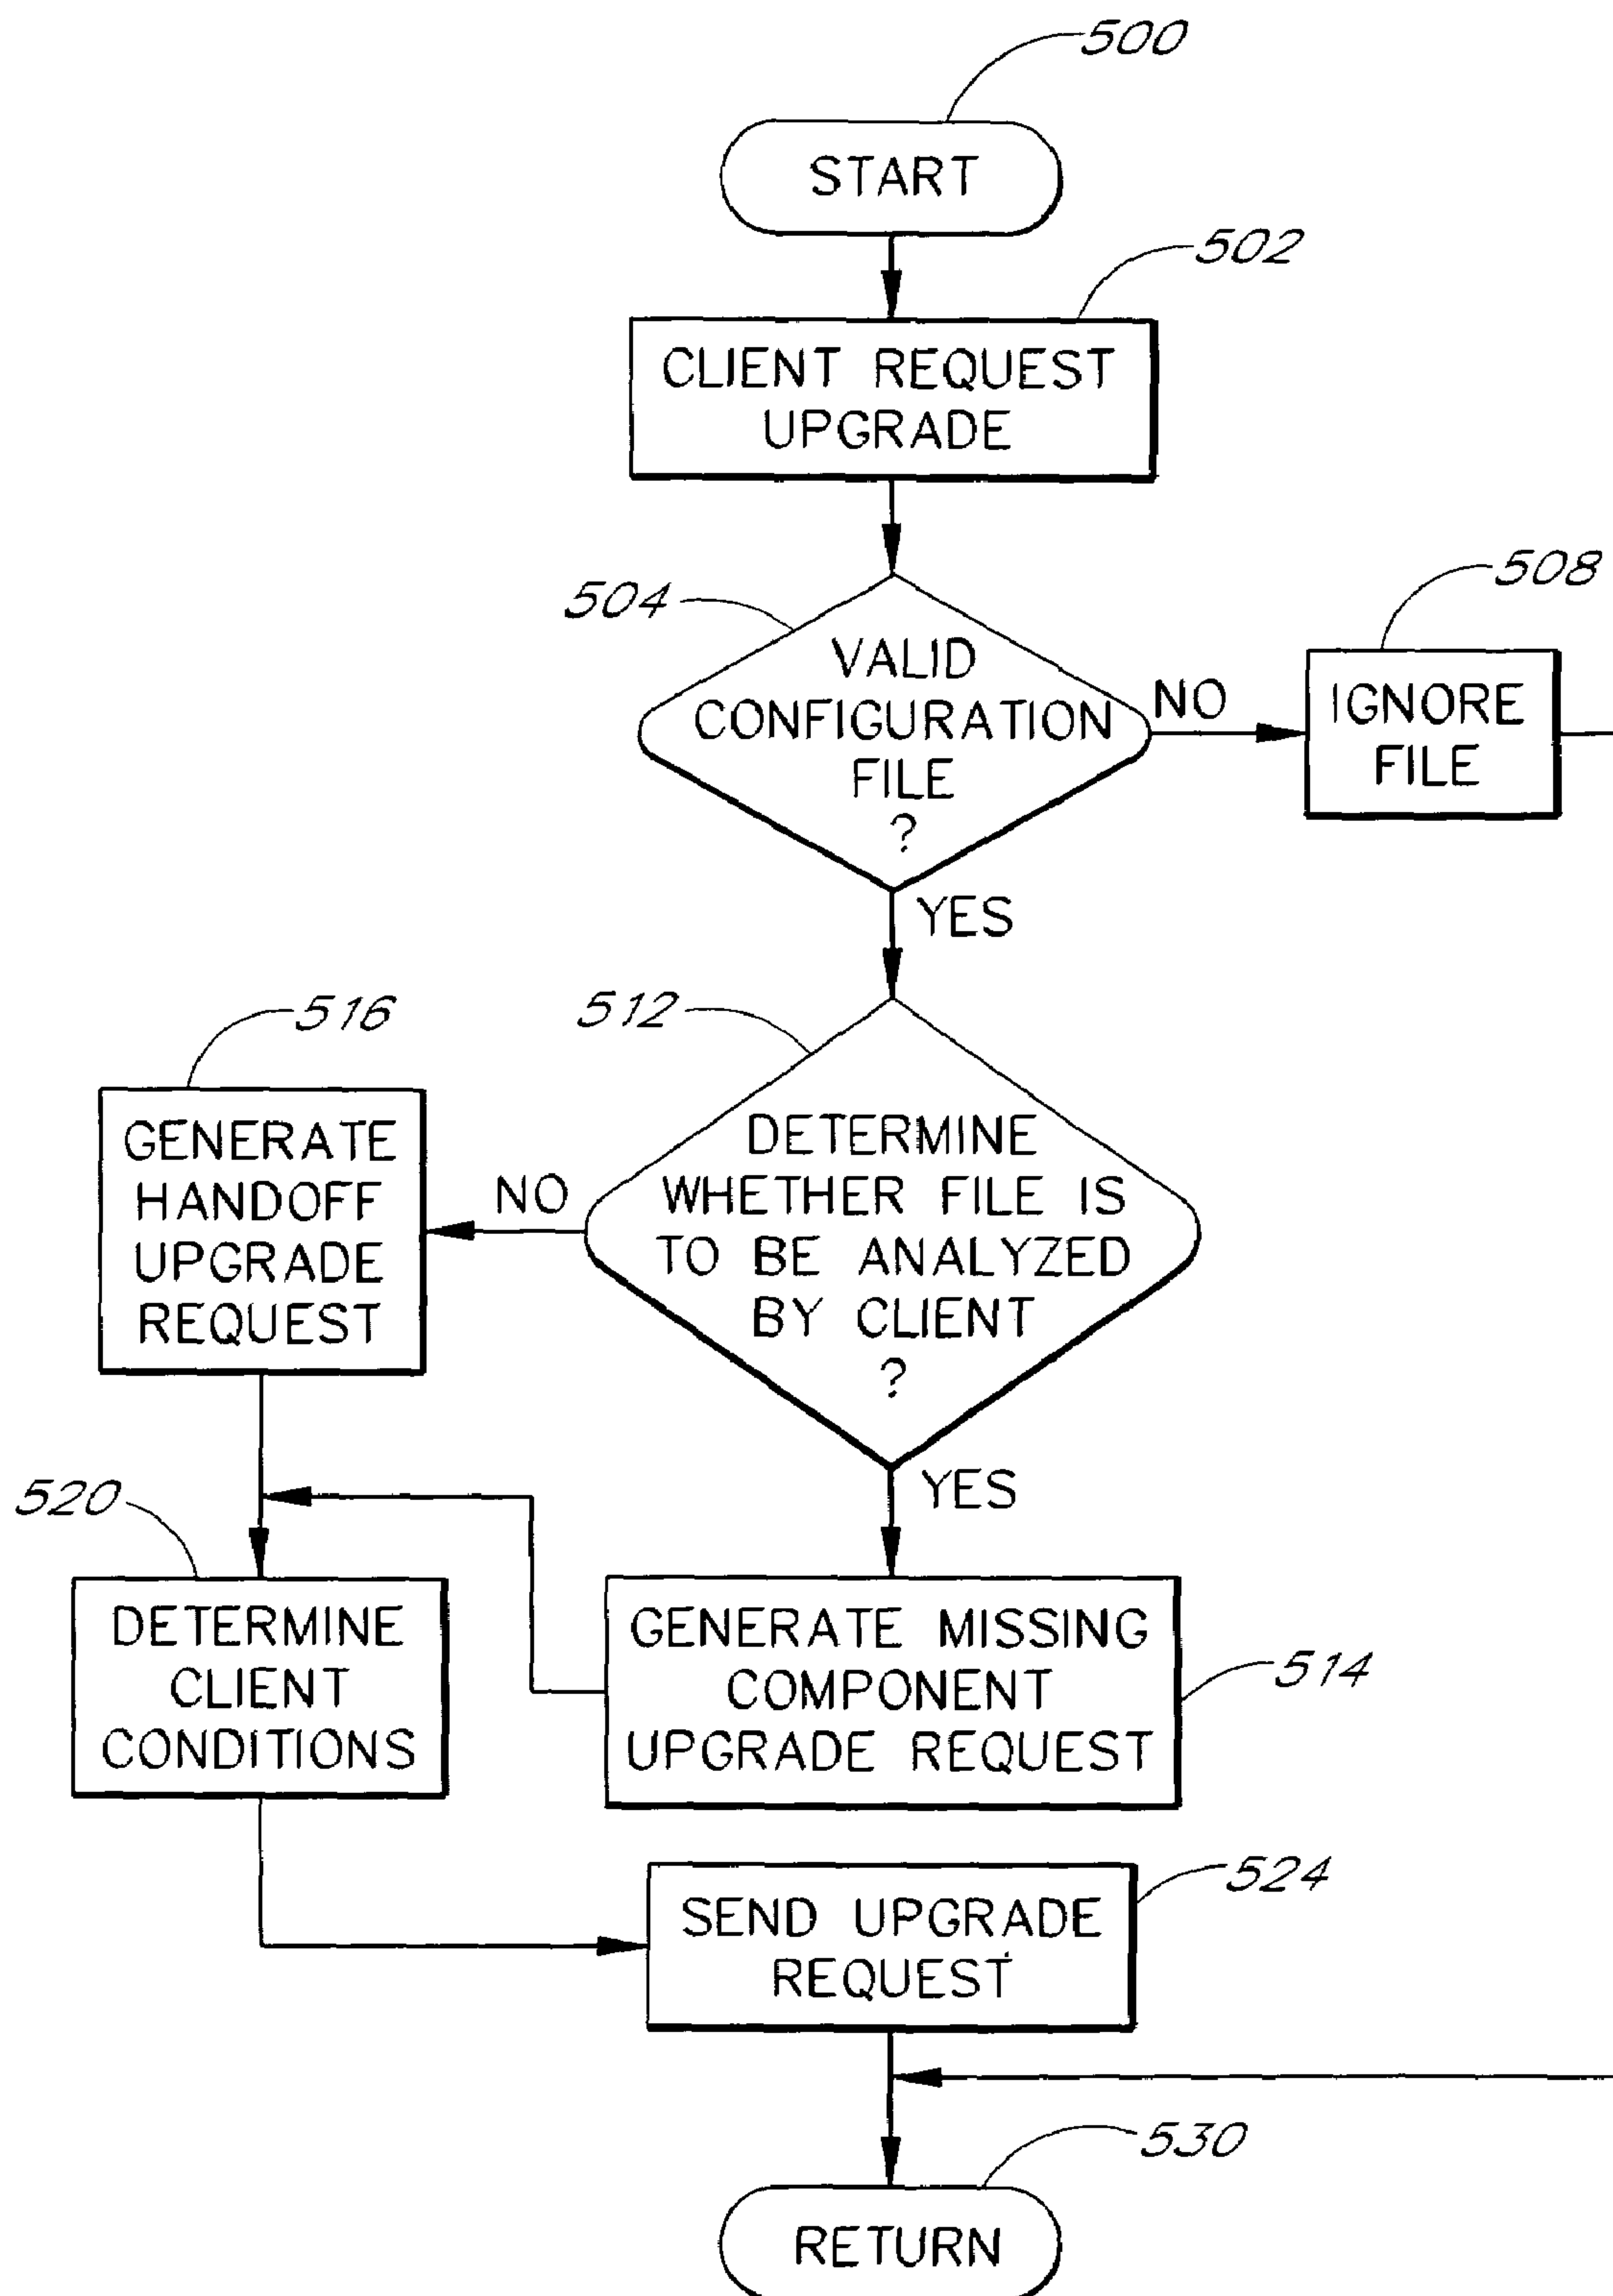 500
START
502
CLIENT REQUEST
UPGRADE
504
VALID
CONFIGURATION
FILE
?
NO
508
IGNORE
FILE
YES
512
DETERMINE
WHETHER FILE IS
TO BE ANALYZED
BY CLIENT
?
NO
516
GENERATE
HANDOFF
UPGRADE
REQUEST
YES
520
DETERMINE
CLIENT
CONDITIONS
GENERATE MISSING
COMPONENT
UPGRADE REQUEST
514
SEND UPGRADE
REQUEST
524
530
RETURN